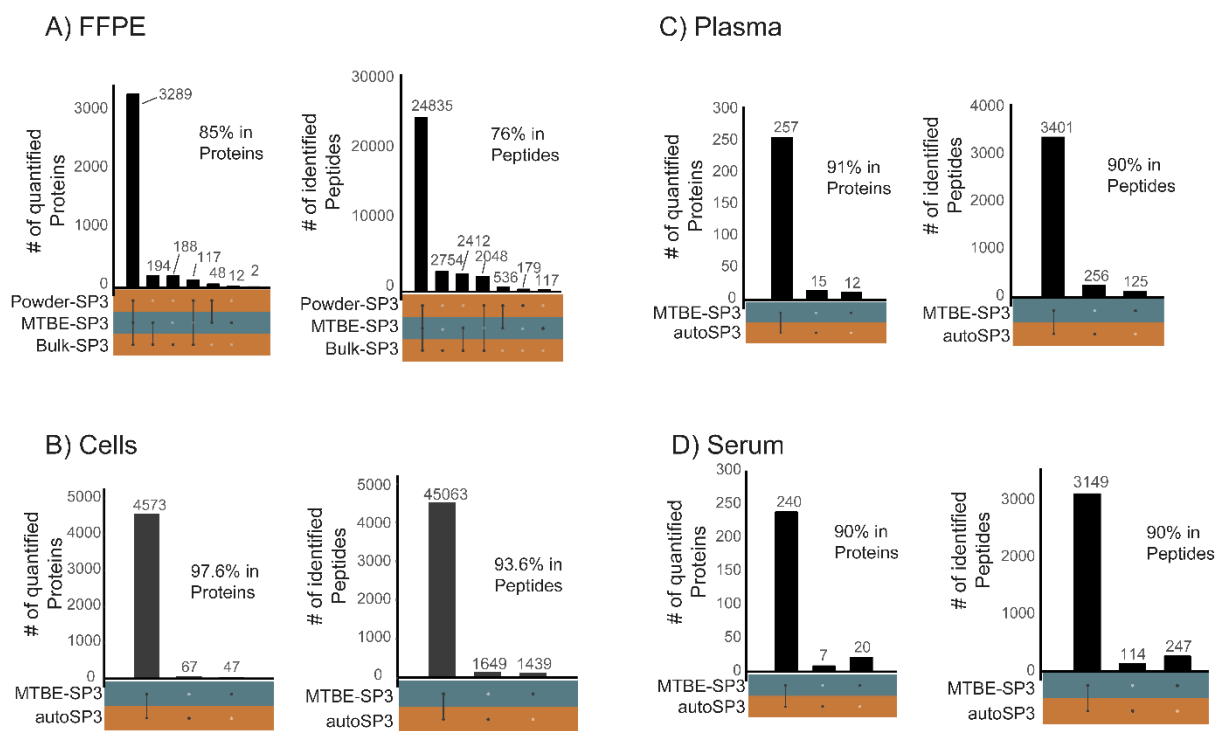 A) FFPE
# of quantified
Proteins
3000
2000
1000
0
3289
85% in
Proteins
194
188
117
48
12
2
Powder-SP3
MTBE-SP3
Bulk-SP3
# of identified
Peptides
30000
20000
10000
0
24835
76% in
Peptides
2754
2412
2048
536
179
117
Powder-SP3
MTBE-SP3
Bulk-SP3
B) Cells
# of quantified
Proteins
5000
4000
3000
2000
1000
0
4573
97.6% in
Proteins
67
47
MTBE-SP3
autoSP3
# of identified
Peptides
5000
4000
3000
2000
1000
0
45063
93.6% in
Peptides
1649
1439
MTBE-SP3
autoSP3
C) Plasma
# of quantified
Proteins
300
250
200
150
100
50
0
257
91% in
Proteins
15
12
MTBE-SP3
autoSP3
# of identified
Peptides
4000
3000
2000
1000
0
3401
90% in
Peptides
256
125
MTBE-SP3
autoSP3
D) Serum
# of quantified
Proteins
300
250
200
150
100
50
0
240
90% in
Proteins
7
20
MTBE-SP3
autoSP3
# of identified
Peptides
3000
2000
1000
0
3149
90% in
Peptides
114
247
MTBE-SP3
autoSP3